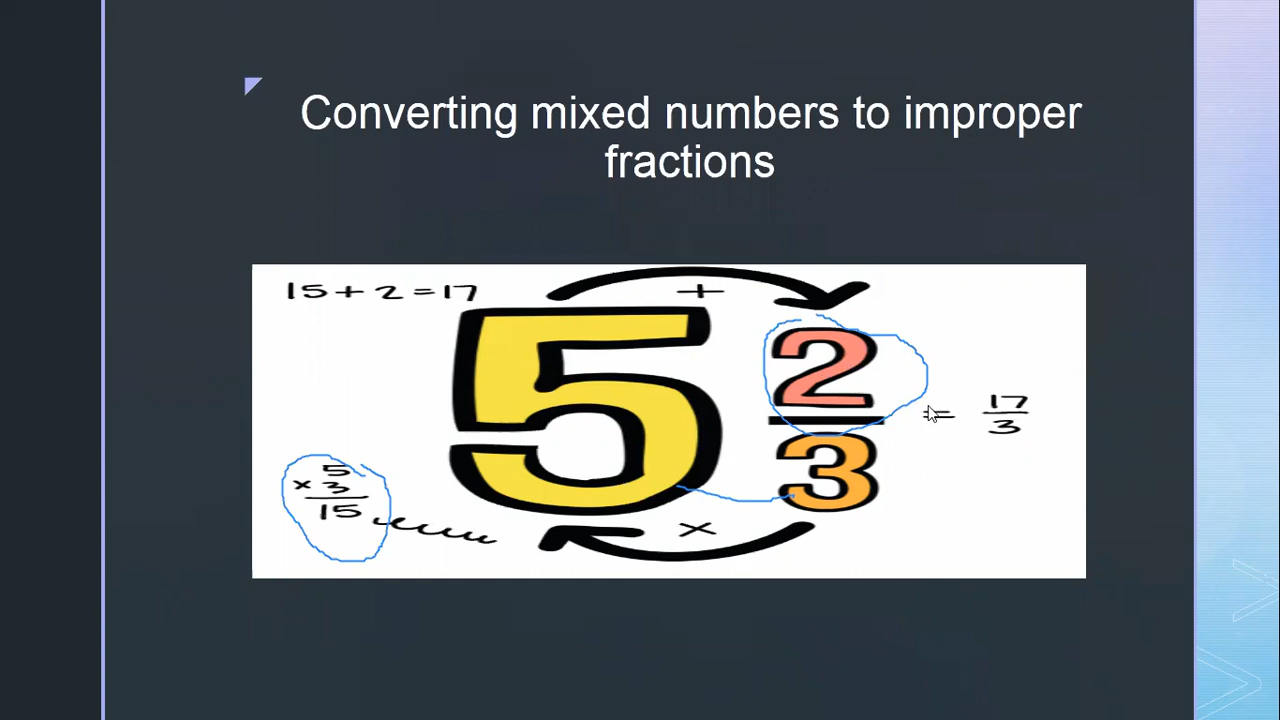 Converting mixed numbers to improper
fractions
15 + 2 = 17
+
5 2/3 = 17/3
5
× 3
15
×